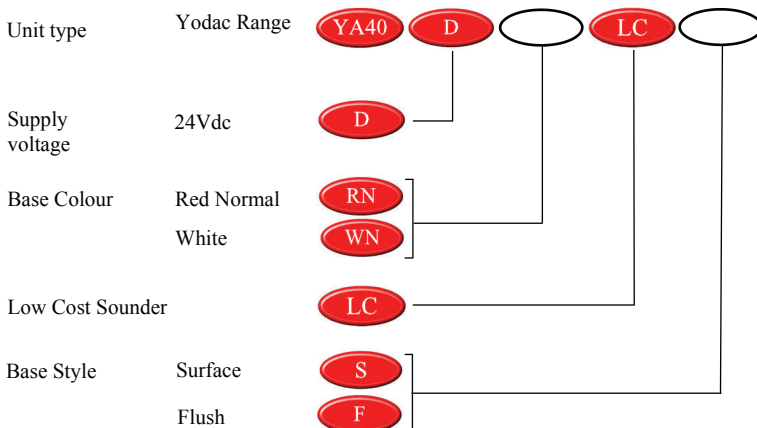 Unit type Yodac Range YA40 D LC
Supply voltage 24Vdc D
Base Colour Red Normal RN
White WN
Low Cost Sounder LC
Base Style Surface S
Flush F